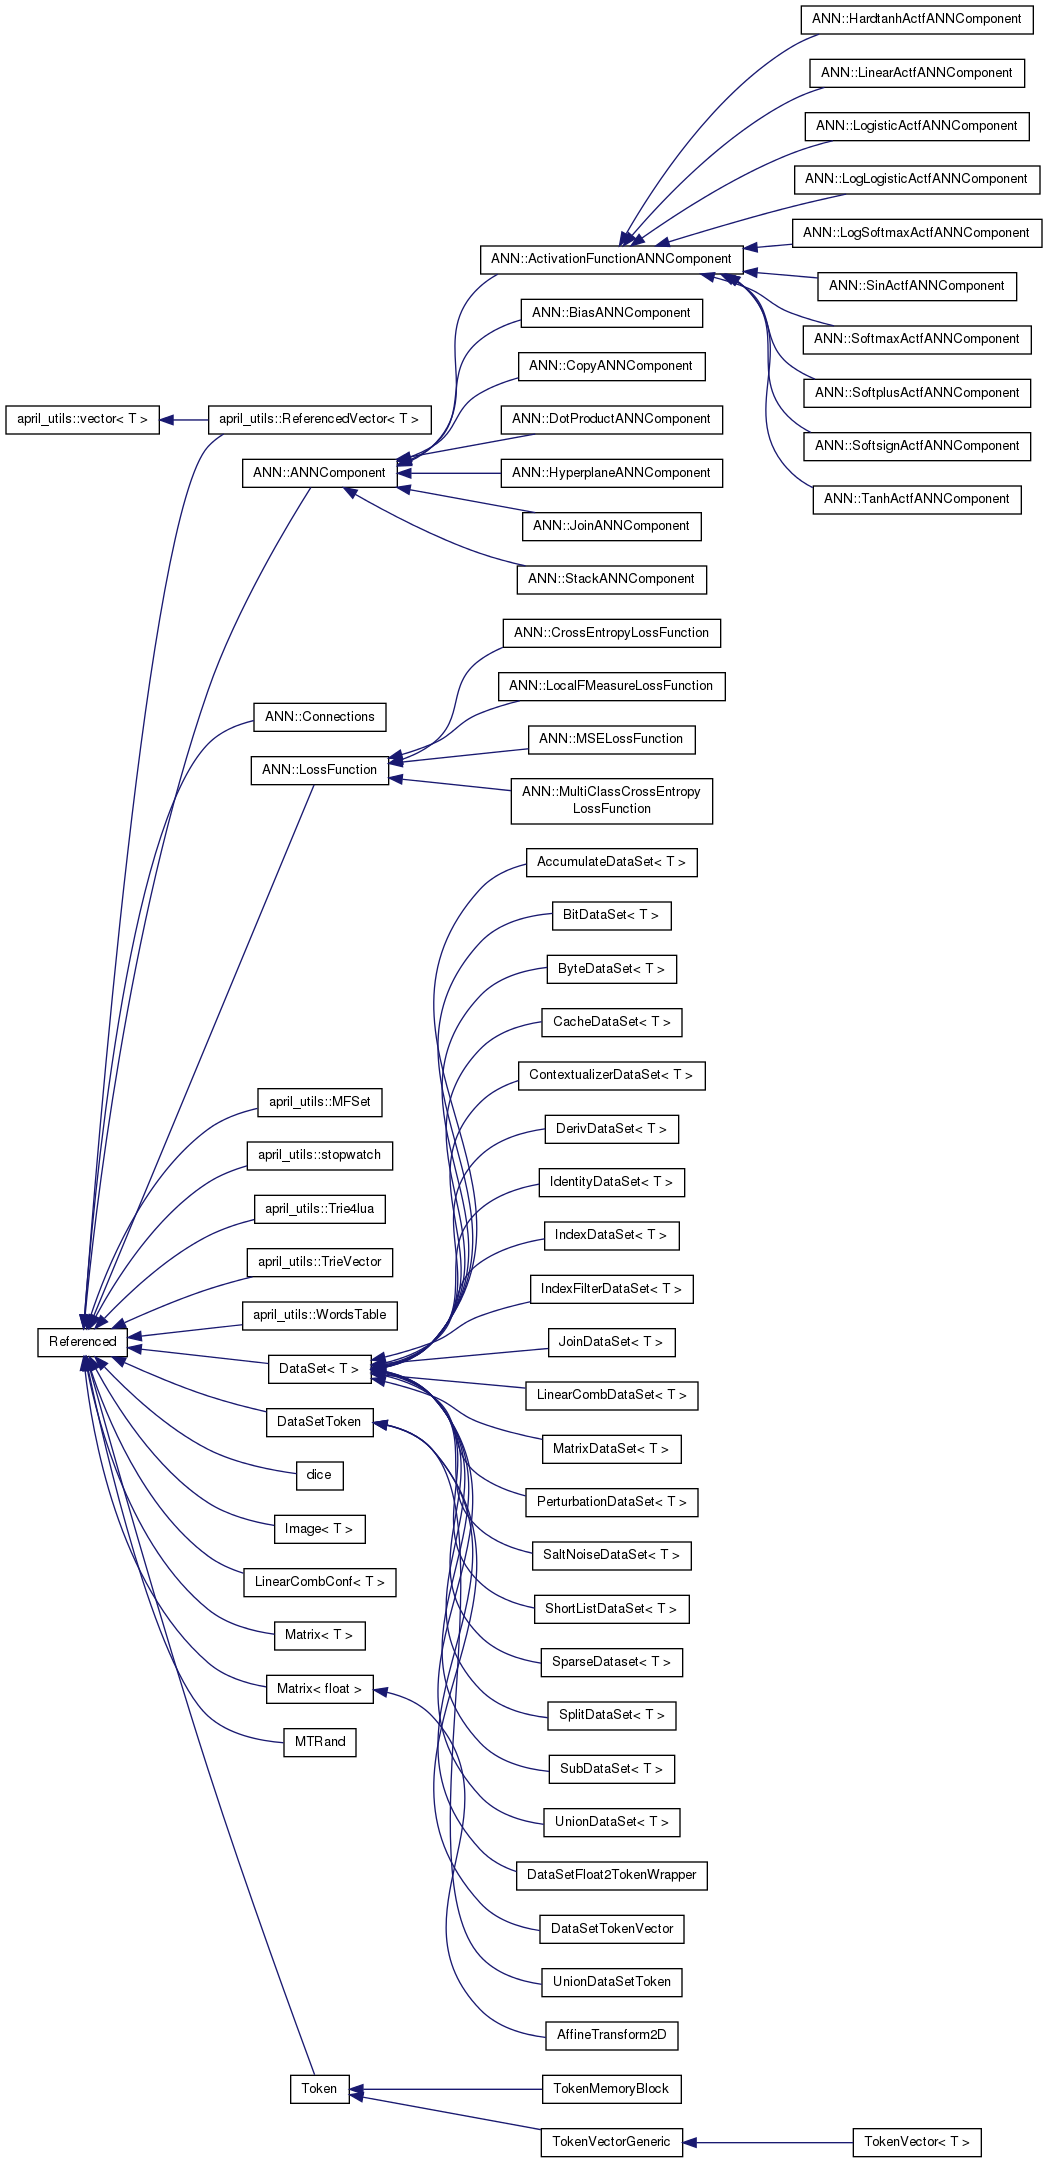 ANN::HardtanhActfANNComponent
ANN::LinearActfANNComponent
ANN::LogisticActfANNComponent
ANN::LogLogisticActfANNComponent
ANN::LogSoftmaxActfANNComponent
ANN::ActivationFunctionANNComponent
ANN::SinActfANNComponent
ANN::BiasANNComponent
ANN::SoftmaxActfANNComponent
ANN::CopyANNComponent
ANN::SoftplusActfANNComponent
april_utils::vector< T >
april_utils::ReferencedVector< T >
ANN::DotProductANNComponent
ANN::SoftsignActfANNComponent
ANN::ANNComponent
ANN::HyperplaneANNComponent
ANN::TanhActfANNComponent
ANN::JoinANNComponent
ANN::StackANNComponent
ANN::CrossEntropyLossFunction
ANN::LocalFMeasureLossFunction
ANN::Connections
ANN::MSELossFunction
ANN::LossFunction
ANN::MultiClassCrossEntropy
LossFunction
AccumulateDataSet< T >
BitDataSet< T >
ByteDataSet< T >
CacheDataSet< T >
ContextualizerDataSet< T >
april_utils::MFSet
DerivDataSet< T >
april_utils::stopwatch
IdentityDataSet< T >
april_utils::Trie4lua
IndexDataSet< T >
april_utils::TrieVector
IndexFilterDataSet< T >
april_utils::WordsTable
Referenced
JoinDataSet< T >
DataSet< T >
LinearCombDataSet< T >
DataSetToken
MatrixDataSet< T >
dice
PerturbationDataSet< T >
Image< T >
SaltNoiseDataSet< T >
LinearCombConf< T >
ShortListDataSet< T >
Matrix< T >
SparseDataset< T >
Matrix< float >
SplitDataSet< T >
MTRand
SubDataSet< T >
UnionDataSet< T >
DataSetFloat2TokenWrapper
DataSetTokenVector
UnionDataSetToken
AffineTransform2D
Token
TokenMemoryBlock
TokenVectorGeneric
TokenVector< T >